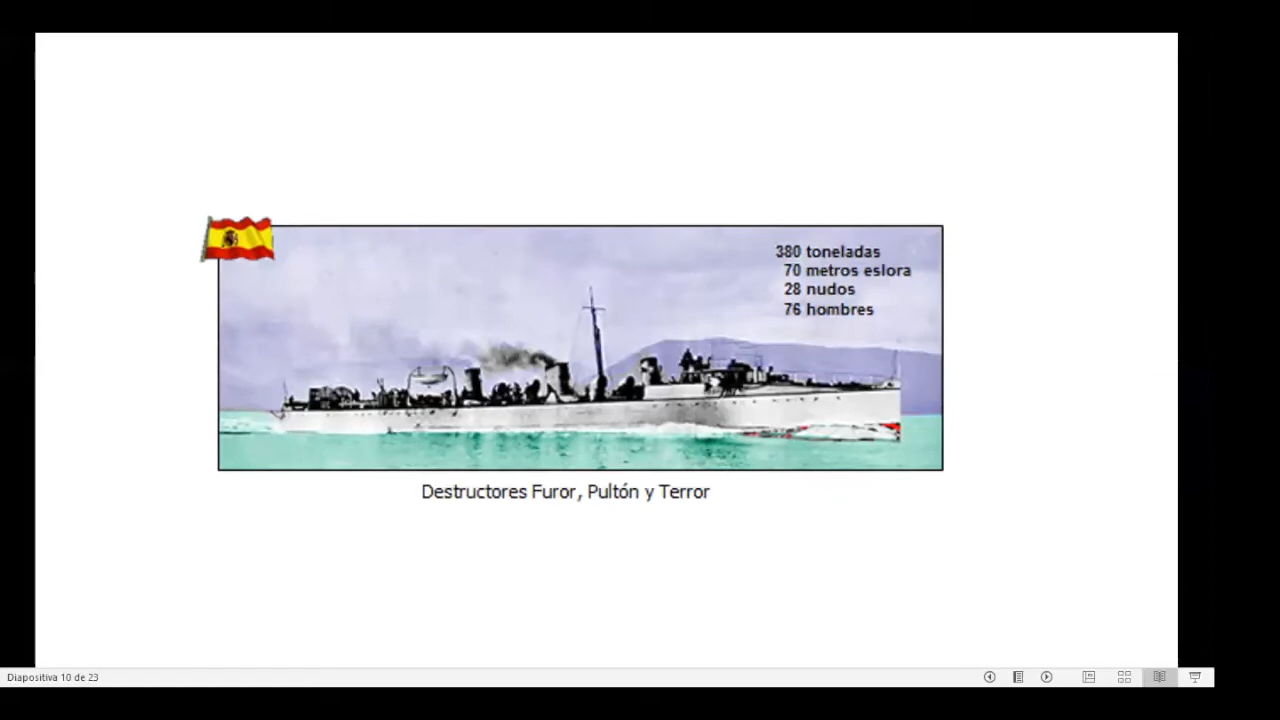 380 toneladas
70 metros eslora
28 nudos
76 hombres
Destructores Furor, Pultón y Terror
Diapositiva 10 de 23